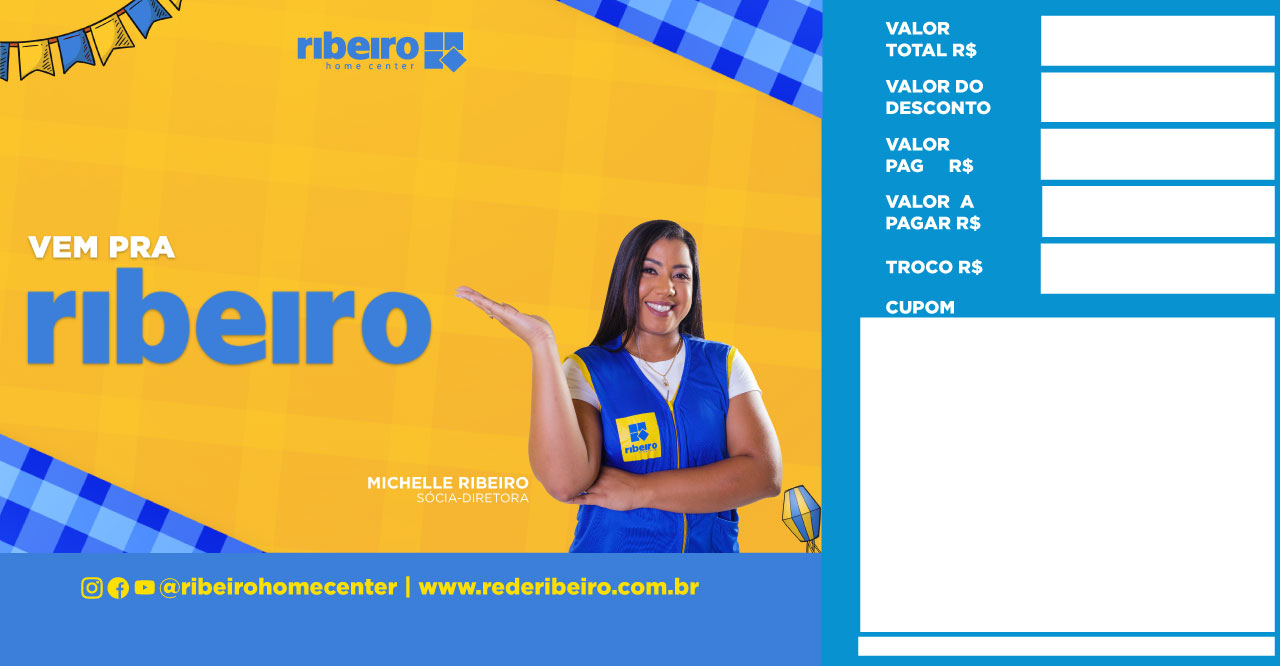 ribeiro
home center
VEM PRA
ribeiro
ribeiro
MICHELLE RIBEIRO
SÓCIA-DIRETORA
@ribeirohomecenter | www.rederibeiro.com.br
VALOR
TOTAL R$
VALOR DO
DESCONTO
VALOR
PAG R$
VALOR A
PAGAR R$
TROCO R$
CUPOM